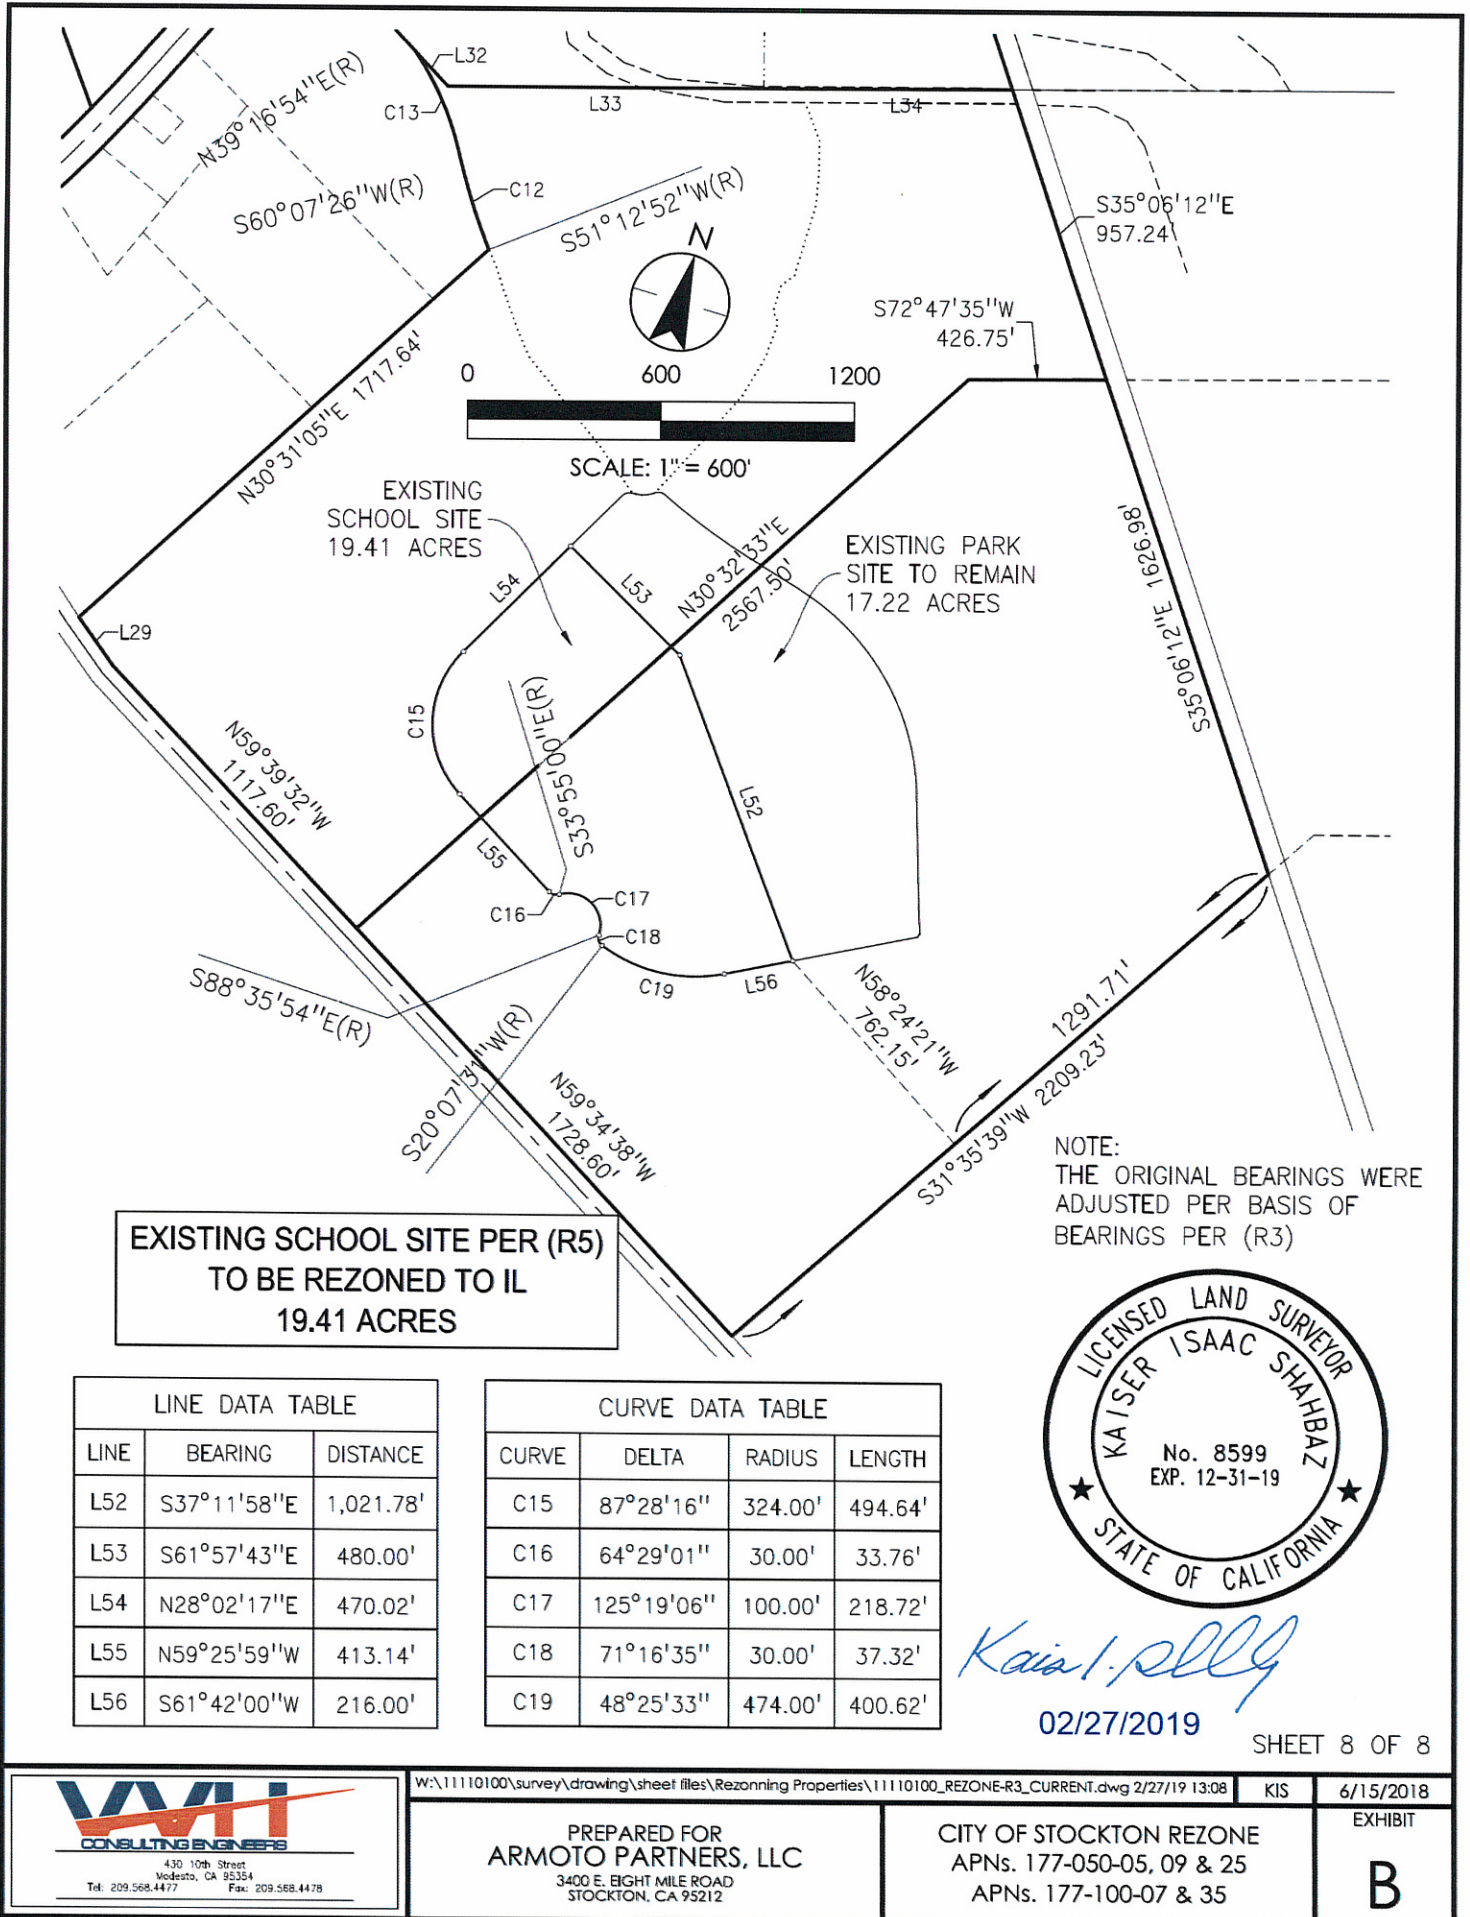 L32
N39°16'54"E(R)
C13
L33
L34
S60°07'26"W(R)
C12
S51°12'52"W(R)
S35°06'12"E
957.24'
N
S72°47'35"W
426.75'
0 600 1200
SCALE: 1" = 600'
N30°31'05"E 1717.64'
EXISTING
SCHOOL SITE
19.41 ACRES
L54
L53
N30°32'33"E
2567.50'
EXISTING PARK
SITE TO REMAIN
17.22 ACRES
S35°06'12"E 1626.98'
L29
C15
S33°55'00"E(R)
N59°39'32"W
1117.60'
L52
L55
C16
C17
C18
C19
L56
S88°35'54"E(R)
S20°07'31"W(R)
N58°24'21"W
762.15'
1291.71'
S31°35'39"W 2209.23'
N59°34'38"W
1728.60'
NOTE:
THE ORIGINAL BEARINGS WERE
ADJUSTED PER BASIS OF
BEARINGS PER (R3)
EXISTING SCHOOL SITE PER (R5)
TO BE REZONED TO IL
19.41 ACRES
LICENSED LAND SURVEYOR
KAISER ISAAC SHAHBAZ
No. 8599
EXP. 12-31-19
STATE OF CALIFORNIA
LINE DATA TABLE
LINE BEARING DISTANCE
L52 S37°11'58"E 1,021.78'
L53 S61°57'43"E 480.00'
L54 N28°02'17"E 470.02'
L55 N59°25'59"W 413.14'
L56 S61°42'00"W 216.00'
CURVE DATA TABLE
CURVE DELTA RADIUS LENGTH
C15 87°28'16" 324.00' 494.64'
C16 64°29'01" 30.00' 33.76'
C17 125°19'06" 100.00' 218.72'
C18 71°16'35" 30.00' 37.32'
C19 48°25'33" 474.00' 400.62'
02/27/2019
SHEET 8 OF 8
VVH
CONSULTING ENGINEERS
430 10th Street
Modesto, CA 95354
Tel: 209.568.4477 Fax: 209.568.4478
W:\11110100\survey\drawing\sheet files\Rezonning Properties\11110100_REZONE-R3_CURRENT.dwg 2/27/19 13:08
KIS
6/15/2018
PREPARED FOR
ARMOTO PARTNERS, LLC
3400 E. EIGHT MILE ROAD
STOCKTON, CA 95212
CITY OF STOCKTON REZONE
APNs. 177-050-05, 09 & 25
APNs. 177-100-07 & 35
EXHIBIT
B